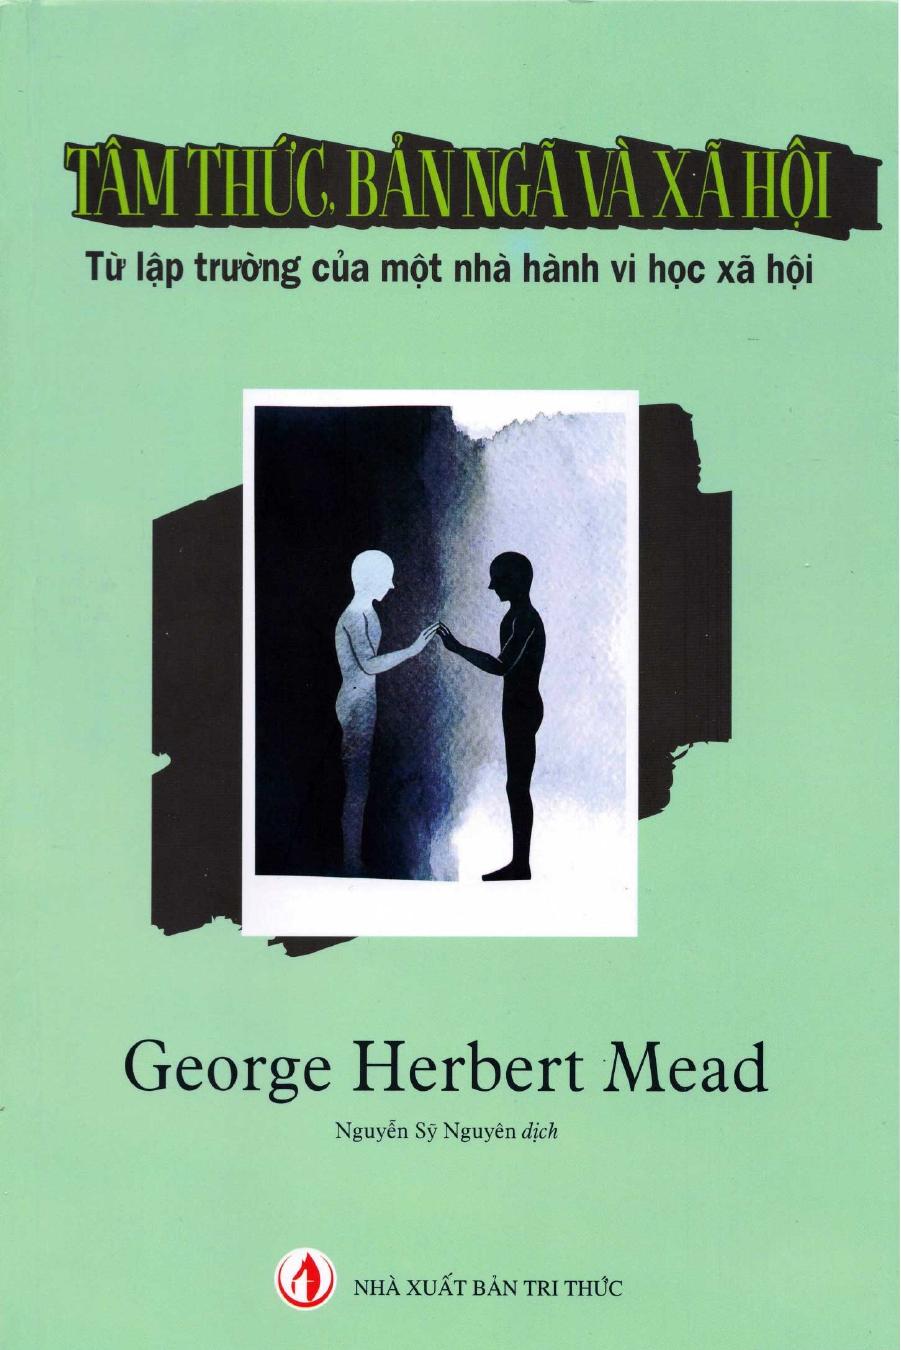 TÂM THỨC, BẢN NGÃ VÀ XÃ HỘI
Từ lập trường của một nhà hành vi học xã hội
George Herbert Mead
Nguyễn Sỹ Nguyên dịch
NHÀ XUẤT BẢN TRI THỨC